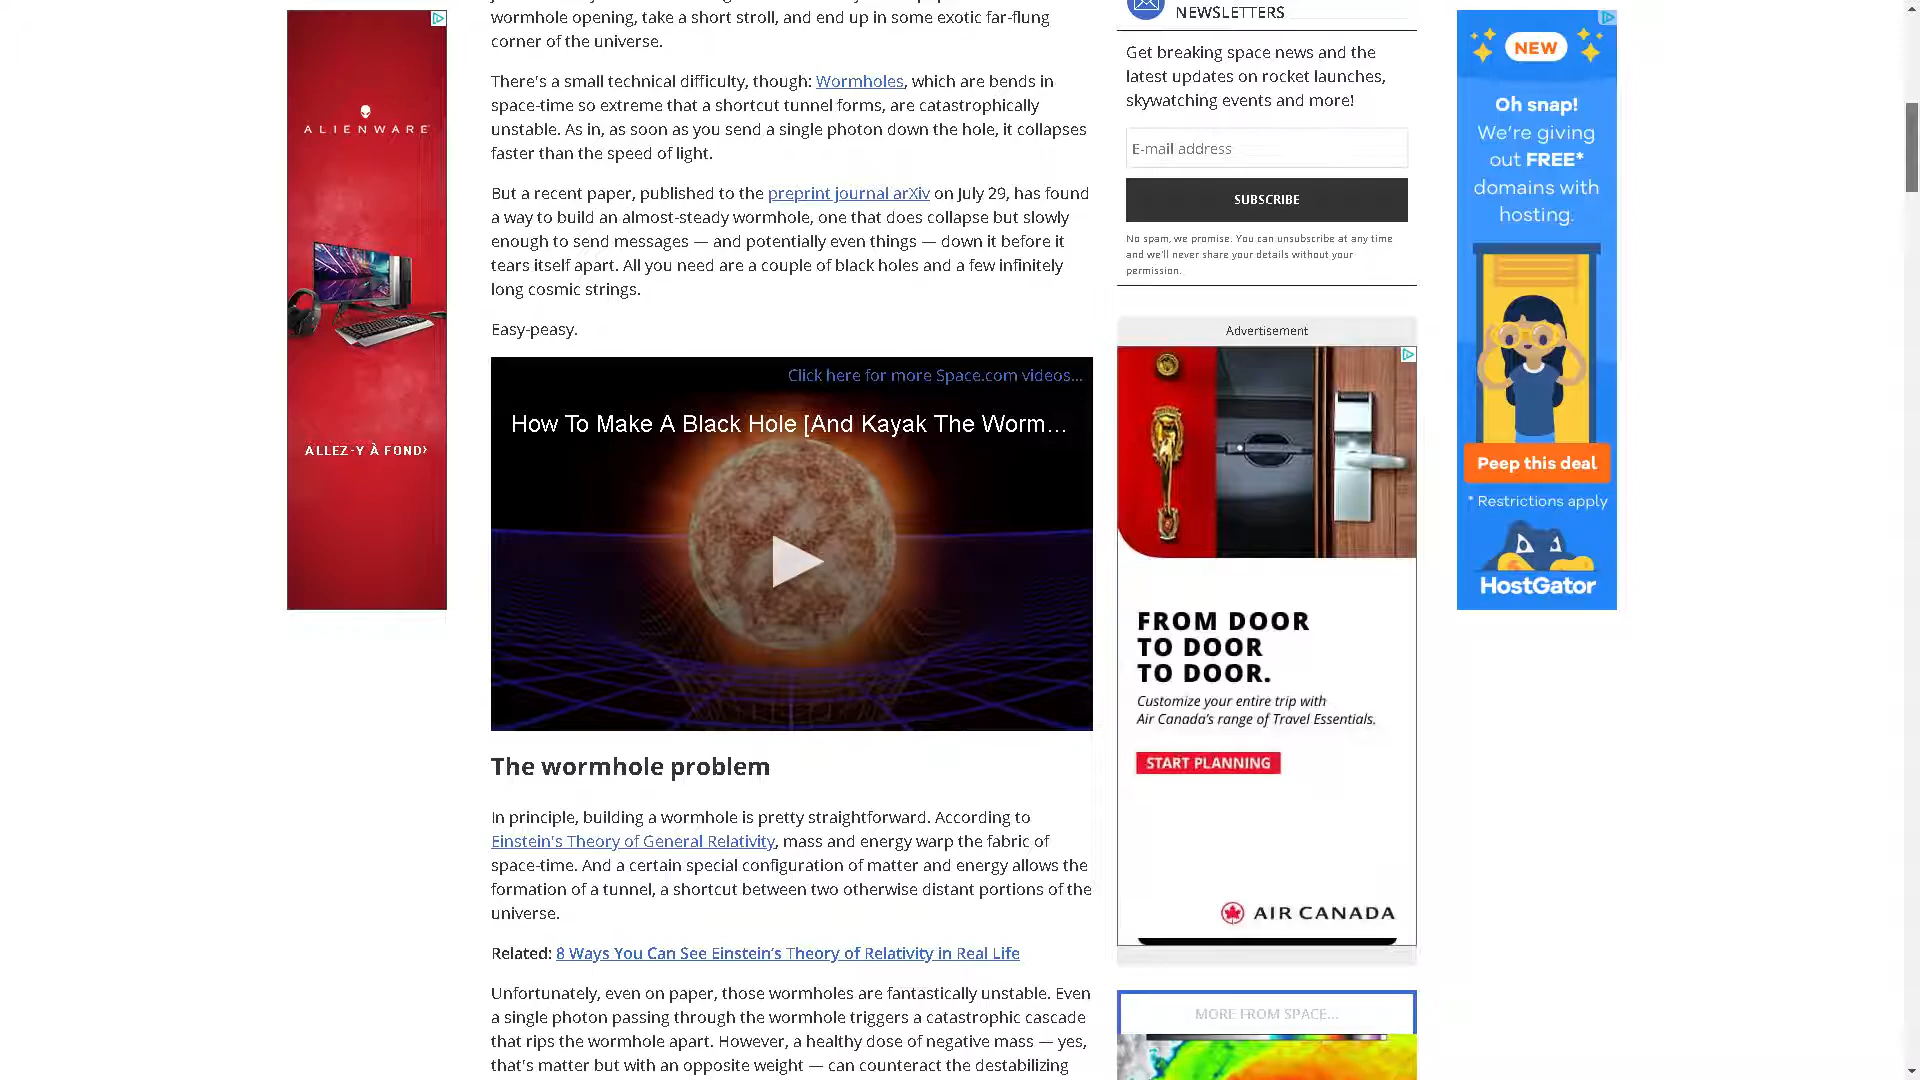 ALIENWARE
ALLEZ-Y À FOND›
wormhole opening, take a short stroll, and end up in some exotic far-flung
corner of the universe.
There's a small technical difficulty, though: Wormholes, which are bends in
space-time so extreme that a shortcut tunnel forms, are catastrophically
unstable. As in, as soon as you send a single photon down the hole, it collapses
faster than the speed of light.
But a recent paper, published to the preprint journal arXiv on July 29, has found
a way to build an almost-steady wormhole, one that does collapse but slowly
enough to send messages — and potentially even things — down it before it
tears itself apart. All you need are a couple of black holes and a few infinitely
long cosmic strings.
Easy-peasy.
Click here for more Space.com videos...
How To Make A Black Hole [And Kayak The Worm...
The wormhole problem
In principle, building a wormhole is pretty straightforward. According to
Einstein's Theory of General Relativity, mass and energy warp the fabric of
space-time. And a certain special configuration of matter and energy allows the
formation of a tunnel, a shortcut between two otherwise distant portions of the
universe.
Related: 8 Ways You Can See Einstein's Theory of Relativity in Real Life
Unfortunately, even on paper, those wormholes are fantastically unstable. Even
a single photon passing through the wormhole triggers a catastrophic cascade
that rips the wormhole apart. However, a healthy dose of negative mass — yes,
that's matter but with an opposite weight — can counteract the destabilizing
NEWSLETTERS
Get breaking space news and the
latest updates on rocket launches,
skywatching events and more!
E-mail address
SUBSCRIBE
No spam, we promise. You can unsubscribe at any time
and we'll never share your details without your
permission.
Advertisement
FROM DOOR
TO DOOR
TO DOOR.
Customize your entire trip with
Air Canada's range of Travel Essentials.
START PLANNING
AIR CANADA
MORE FROM SPACE...
NEW
Oh snap!
We're giving
out FREE*
domains with
hosting.
Peep this deal
* Restrictions apply
HostGator